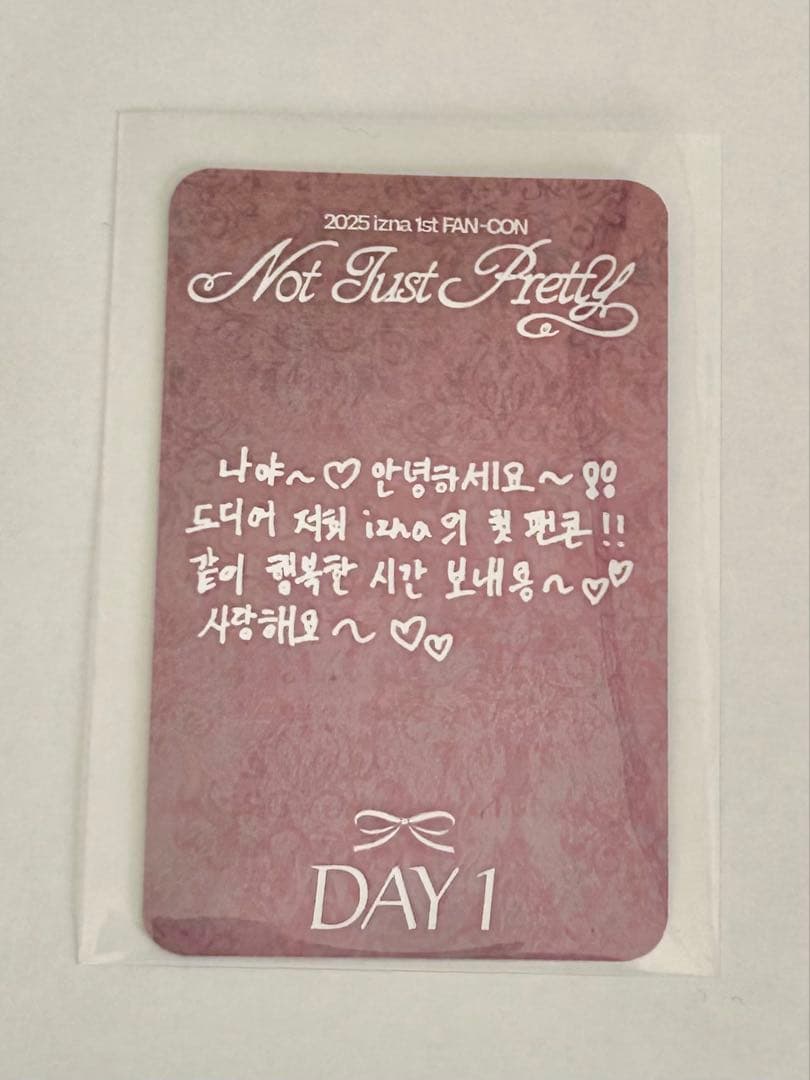 2025 izna 1st FAN-CON
Not Just Pretty
나야~♡ 안녕하세요~!!
드디어 저희 izna의 첫 팬콘!!
같이 행복한 시간 보내용~♡♡
사랑해요~ ♡♡
DAY 1